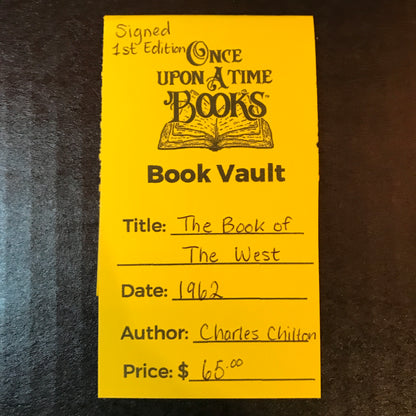 Signed
1st Edition
ONCE
UPON A TIME
BOOKS™
Book Vault
Title: The Book of
The West
Date: 1962
Author: Charles Chilton
Price: $ 65.00